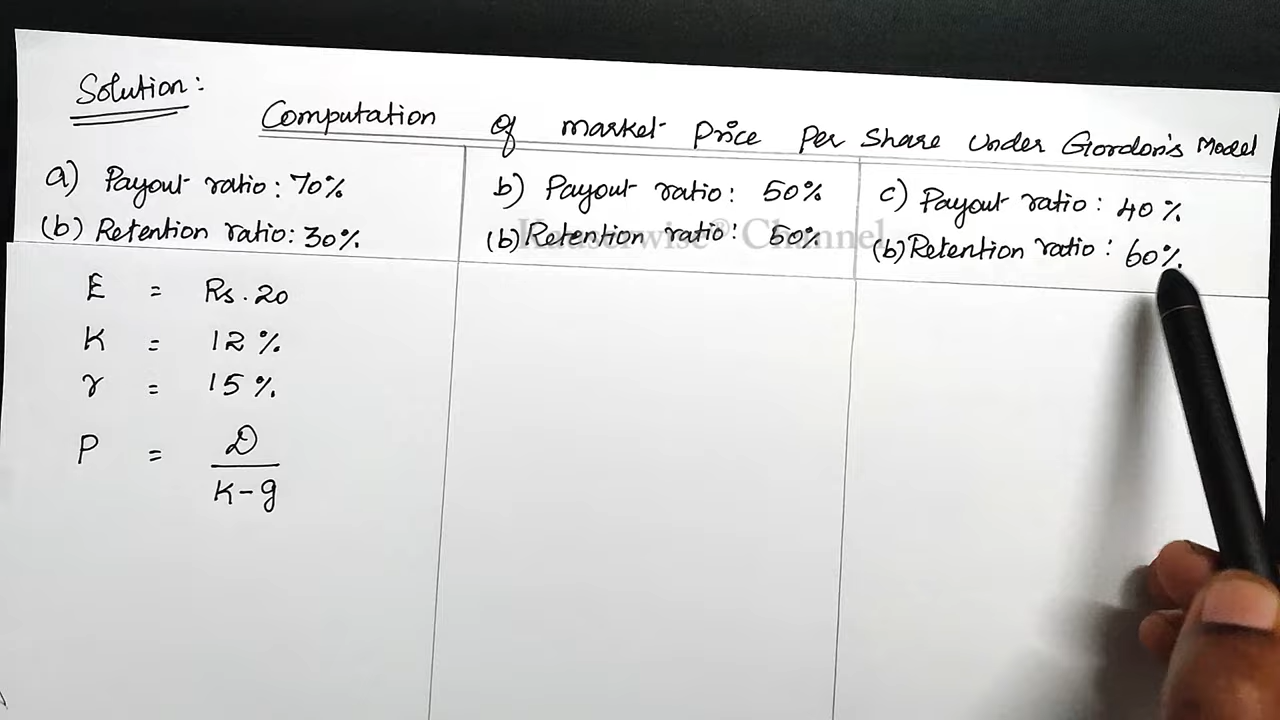 Solution:
Computation of market Price Per Share Under Gordon's Model
a) Payout ratio: 70%
(b) Retention ratio: 30%
E = Rs. 20
K = 12%
r = 15%
P = D
K-g
b) Payout ratio: 50%
(b) Retention ratio: 50%
c) Payout ratio: 40%
(b) Retention ratio: 60%
Channel